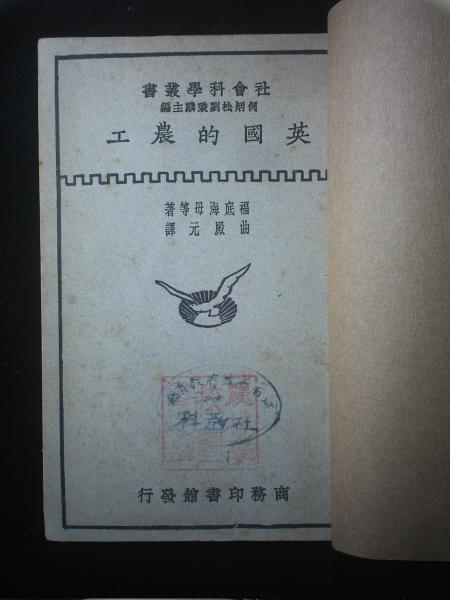 社會科學叢書
何炳松劉秉麟主編
英國的農工
福底海母等著
曲殿元譯
商務印書館發行